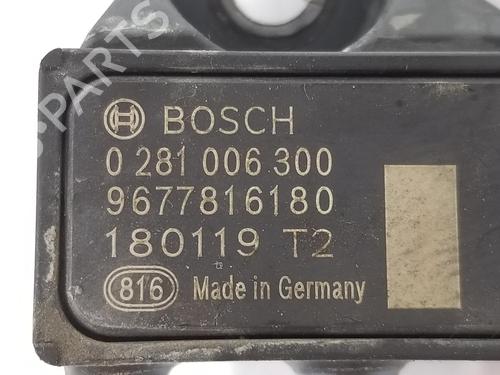 BOSCH
0 281 006 300
9677816180
180119 T2
816 Made in Germany